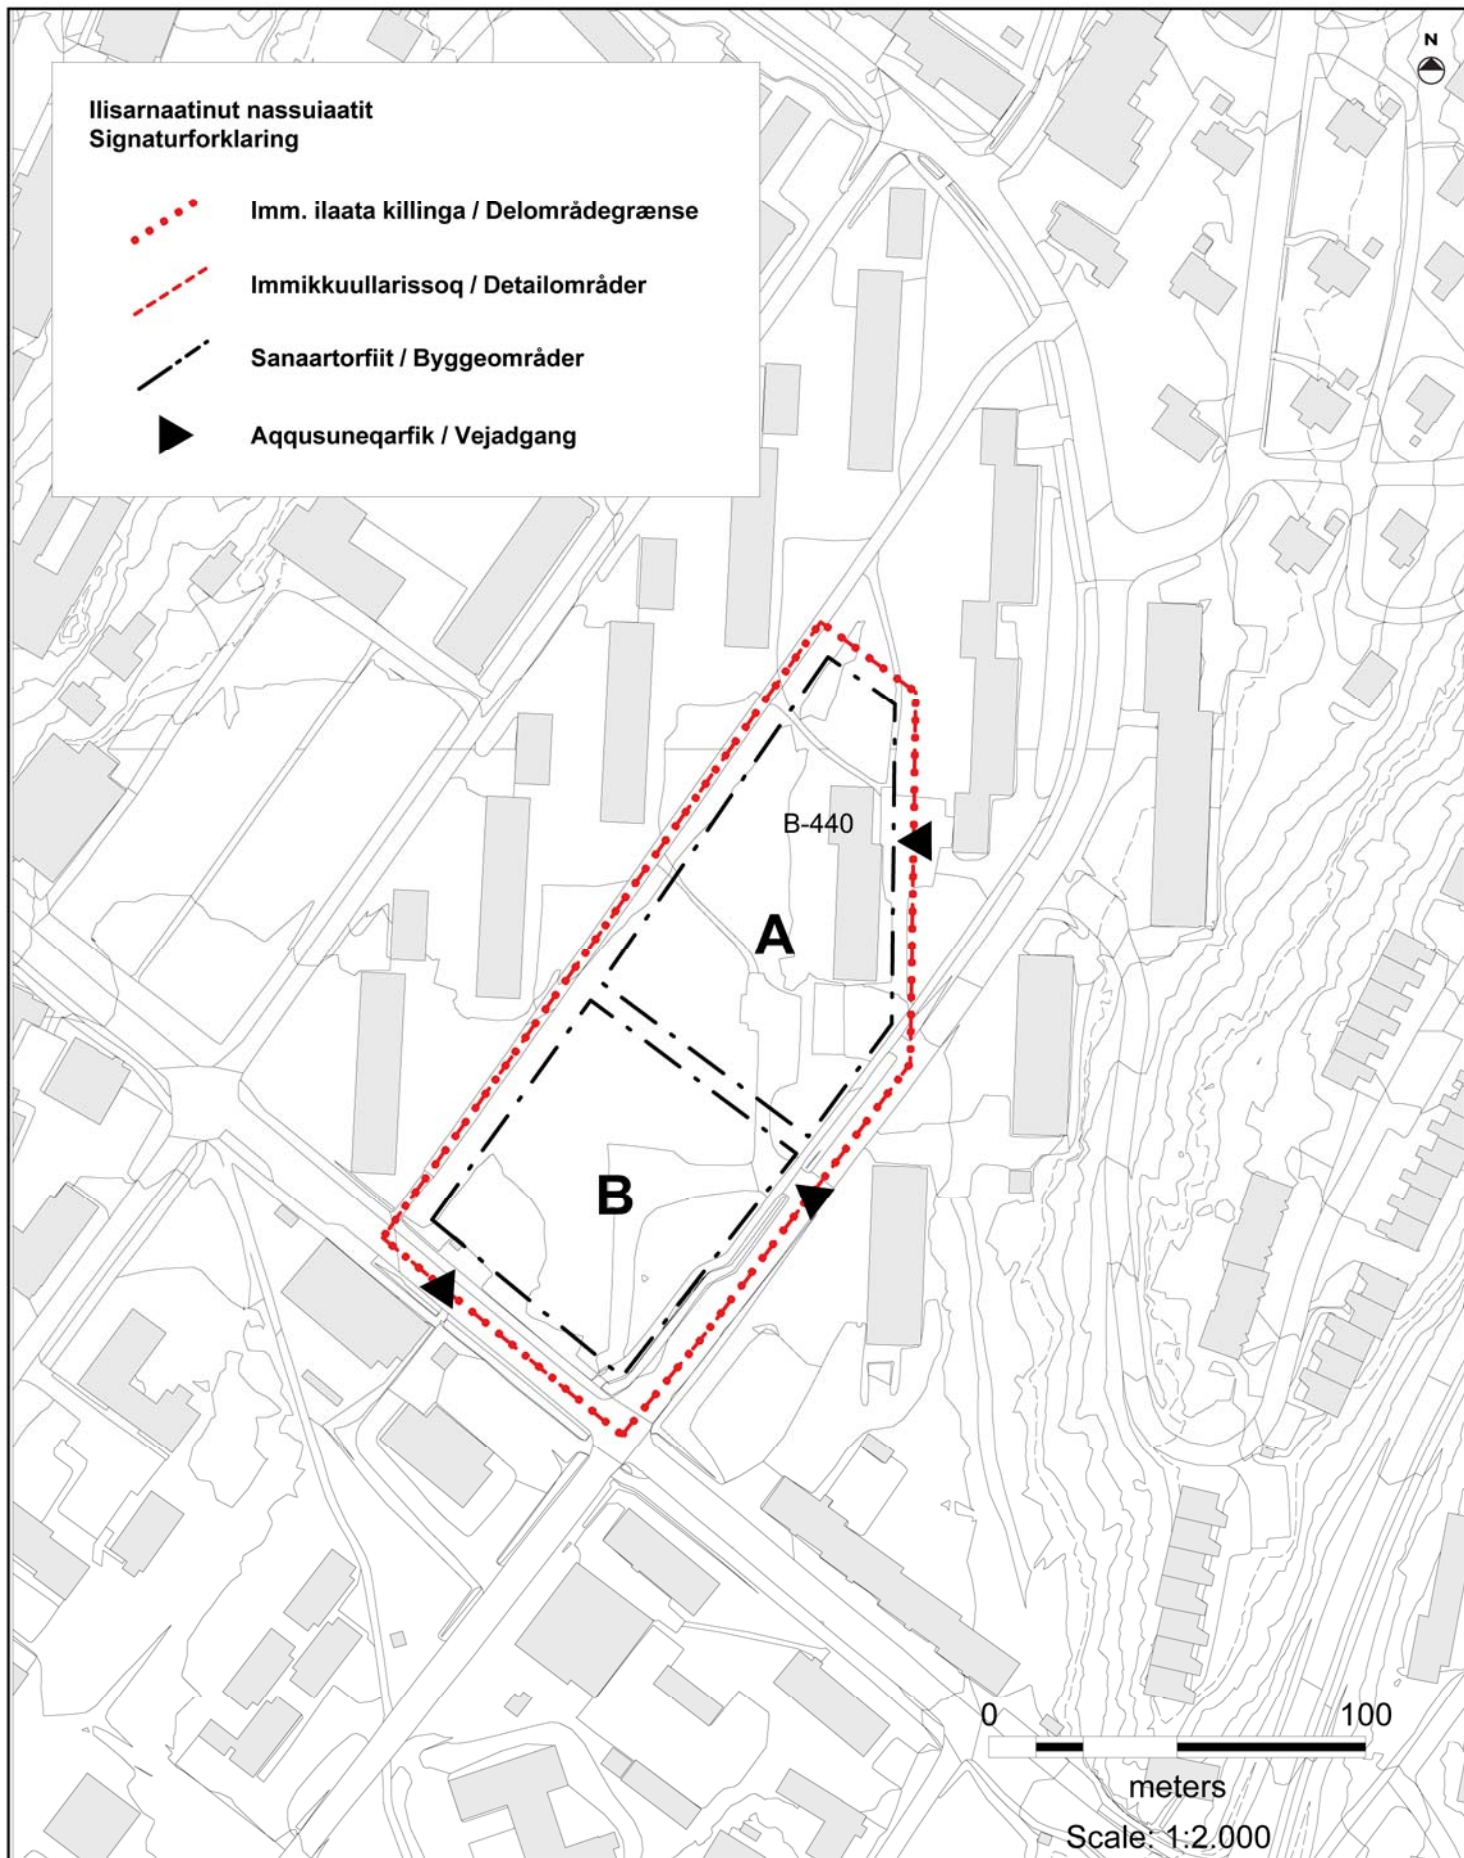 N
Ilisarnaatinut nassuiaatit
Signaturforklaring
Imm. ilaata killinga / Delområdegrænse
Immikkuullarissoq / Detailområder
Sanaartorfiit / Byggeområder
Aqqusuneqarfik / Vejadgang
B-440
A
B
0 100
meters
Scale: 1:2.000